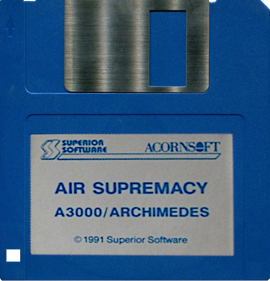 SUPERIOR
SOFTWARE
ACORNSOFT
AIR SUPREMACY
A3000/ARCHIMEDES
© 1991 Superior Software